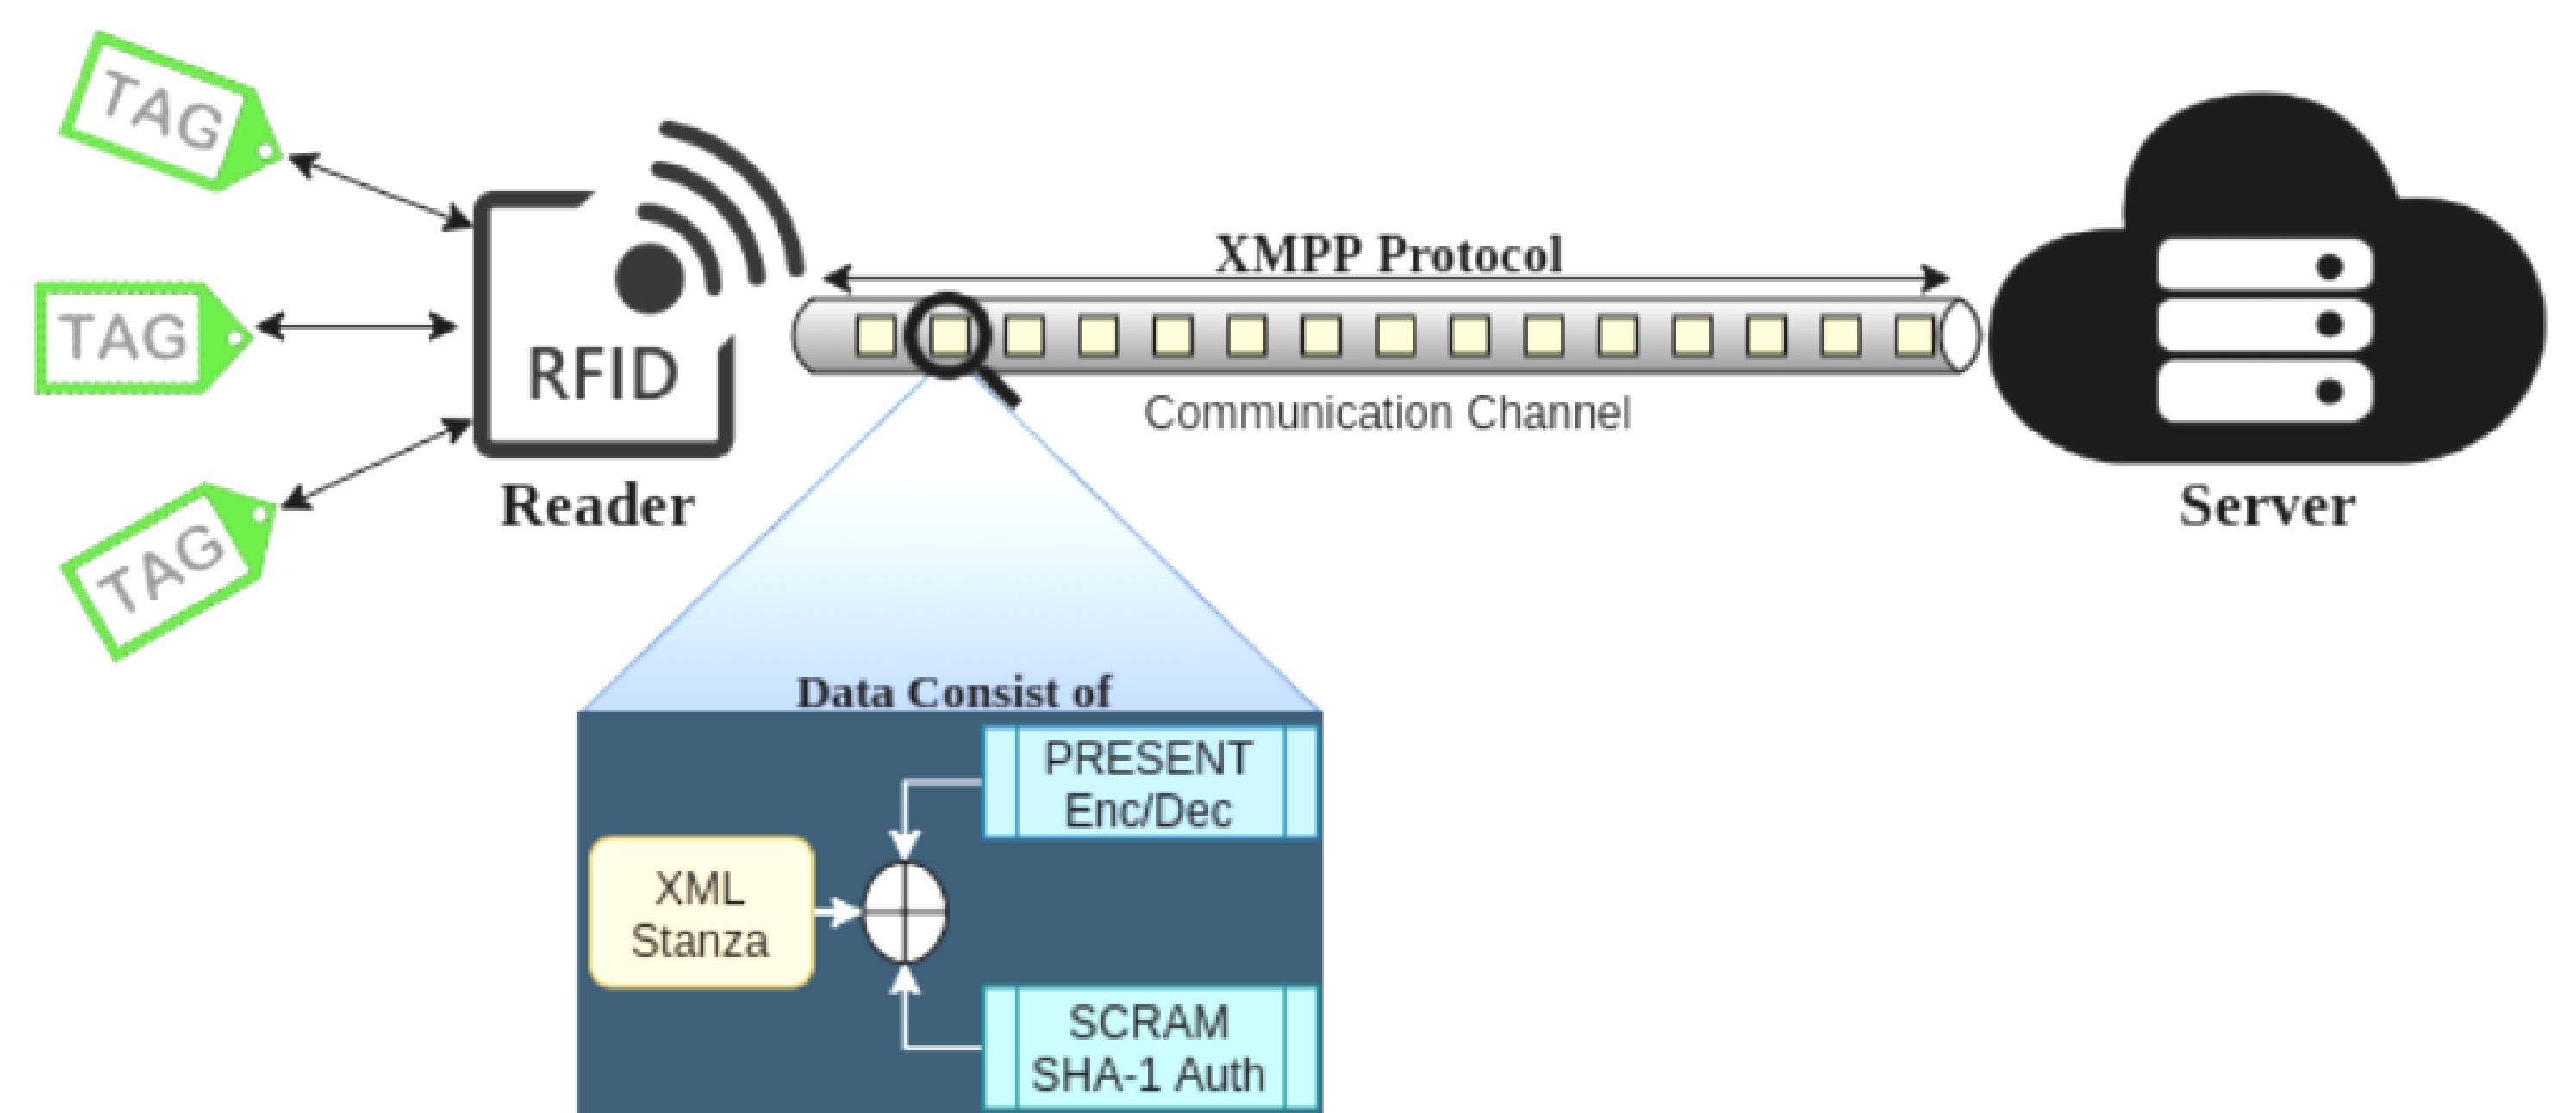 TAG
TAG
TAG
RFID
Reader
XMPP Protocol
Communication Channel
Server
Data Consist of
PRESENT
Enc/Dec
XML
Stanza
SCRAM
SHA-1 Auth